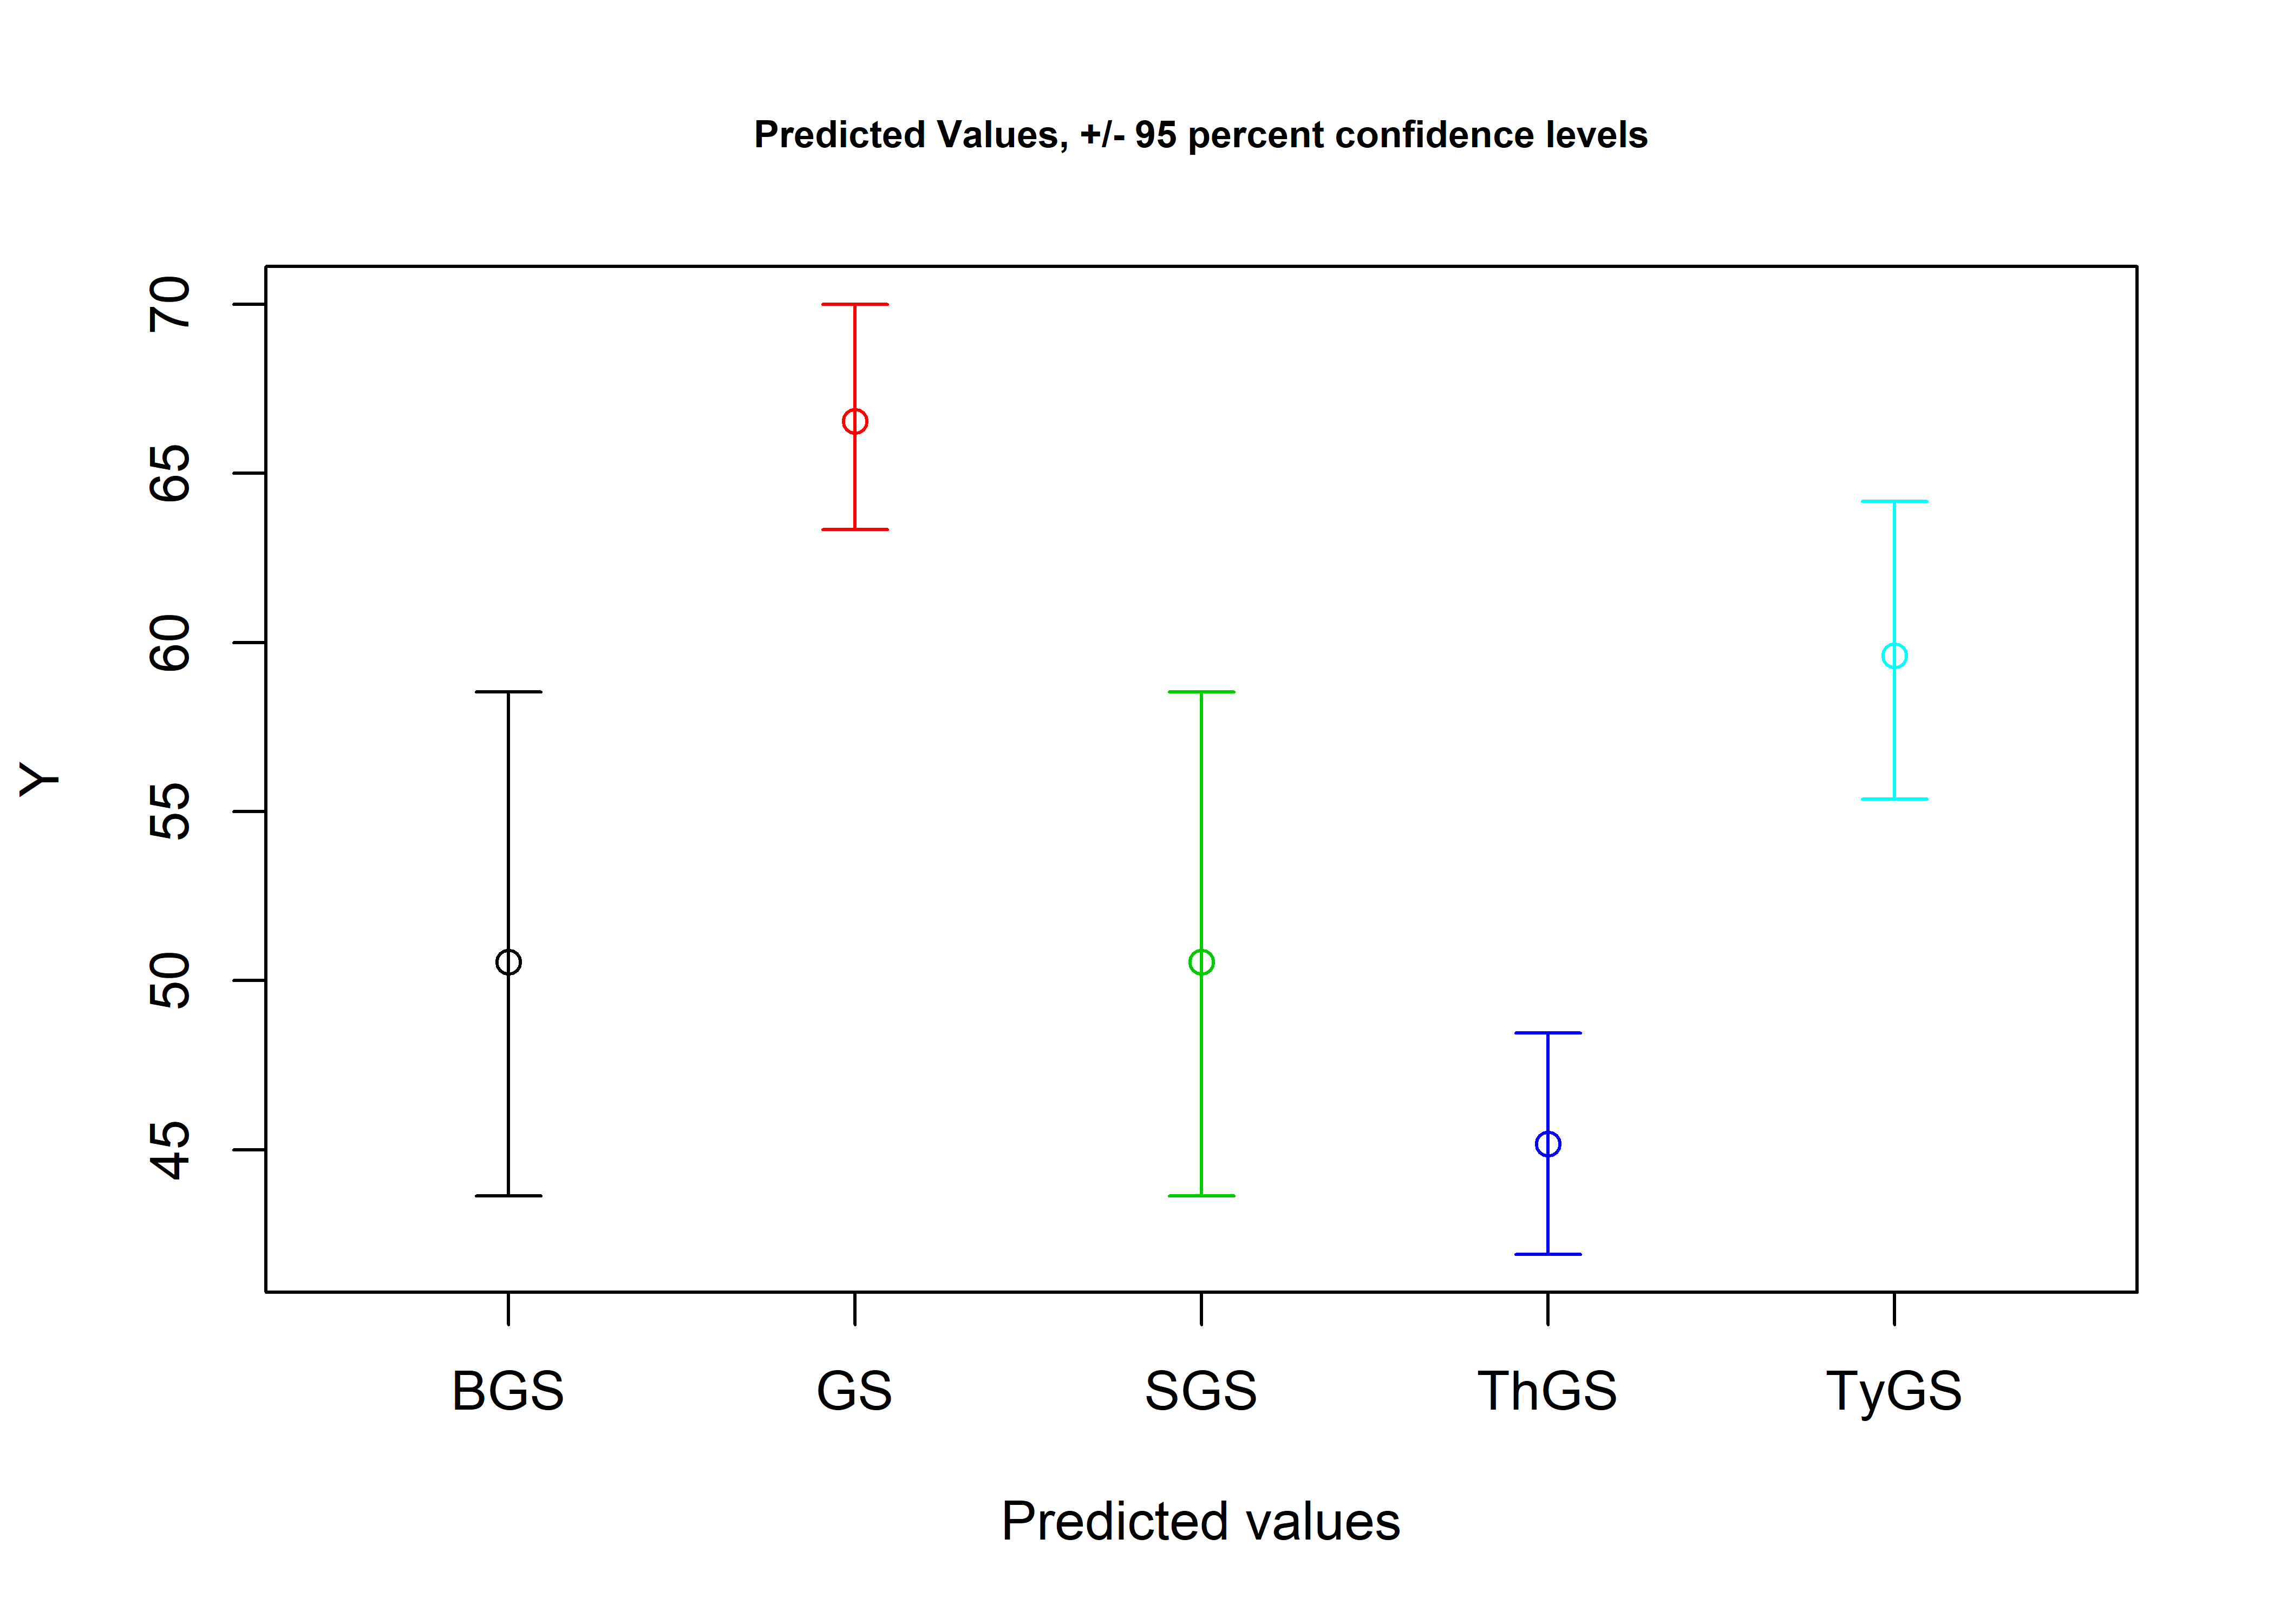 Predicted Values, +/- 95 percent confidence levels
70
65
60
55
50
45
Y
BGS GS SGS ThGS TyGS
Predicted values